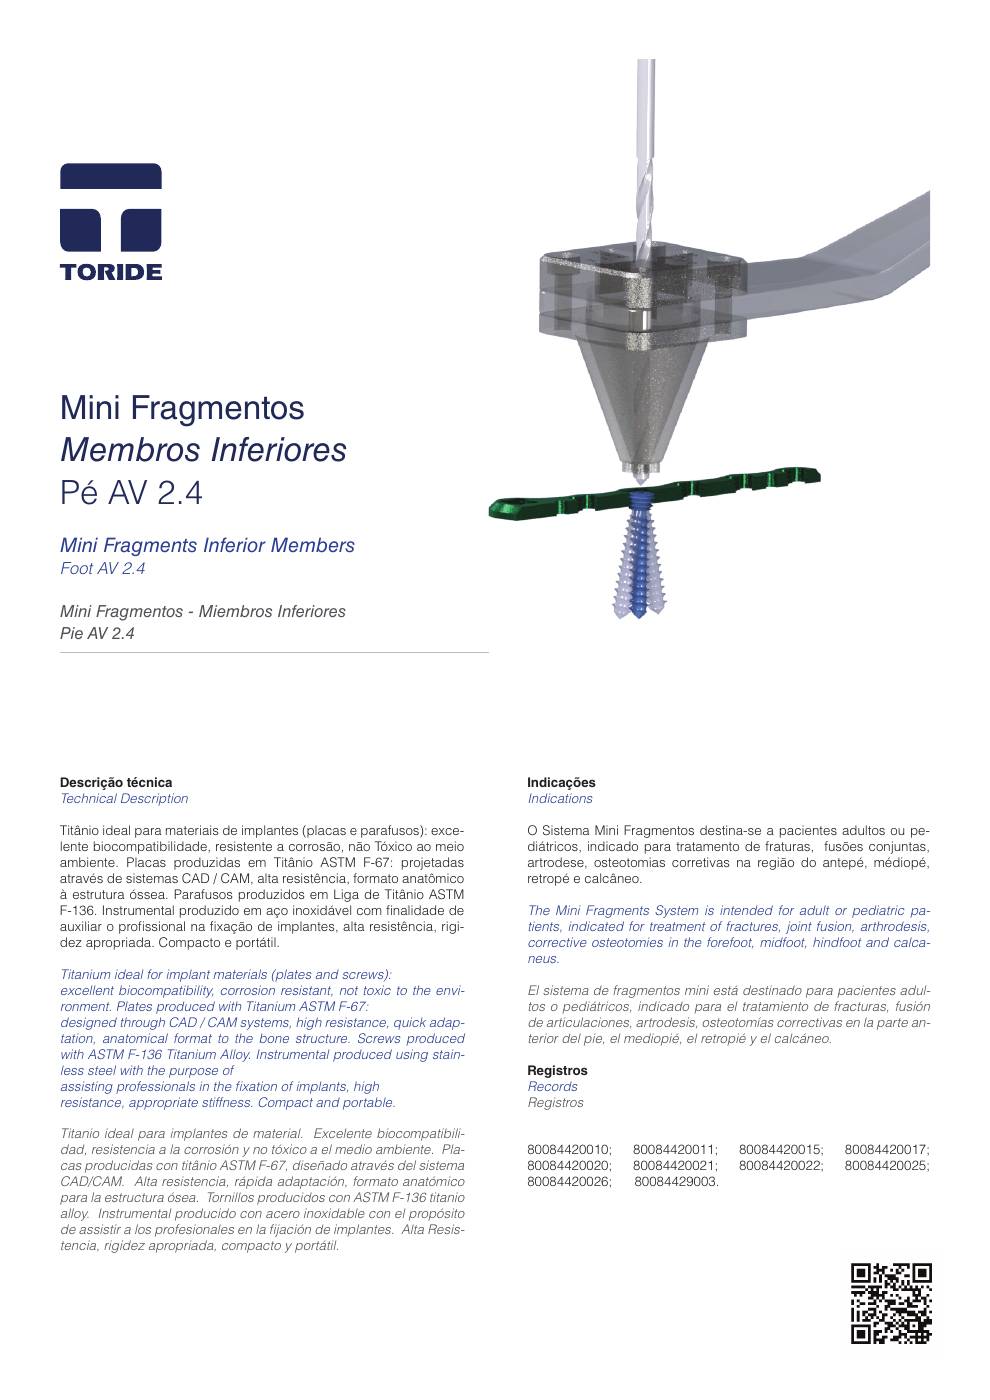 TORIDE
Mini Fragmentos
Membros Inferiores
Pé AV 2.4
Mini Fragments Inferior Members
Foot AV 2.4
Mini Fragmentos - Miembros Inferiores
Pie AV 2.4
Descrição técnica
Technical Description
Titânio ideal para materiais de implantes (placas e parafusos): exce-
lente biocompatibilidade, resistente a corrosão, não Tóxico ao meio
ambiente. Placas produzidas em Titânio ASTM F-67: projetadas
através de sistemas CAD / CAM, alta resistência, formato anatômico
à estrutura óssea. Parafusos produzidos em Liga de Titânio ASTM
F-136. Instrumental produzido em aço inoxidável com finalidade de
auxiliar o profissional na fixação de implantes, alta resistência, rigi-
dez apropriada. Compacto e portátil.
Titanium ideal for implant materials (plates and screws):
excellent biocompatibility, corrosion resistant, not toxic to the envi-
ronment. Plates produced with Titanium ASTM F-67:
designed through CAD / CAM systems, high resistance, quick adap-
tation, anatomical format to the bone structure. Screws produced
with ASTM F-136 Titanium Alloy. Instrumental produced using stain-
less steel with the purpose of
assisting professionals in the fixation of implants, high
resistance, appropriate stiffness. Compact and portable.
Titanio ideal para implantes de material. Excelente biocompatibili-
dad, resistencia a la corrosión y no tóxico a el medio ambiente. Pla-
cas producidas con titânio ASTM F-67, diseñado através del sistema
CAD/CAM. Alta resistencia, rápida adaptación, formato anatómico
para la estructura ósea. Tornillos producidos con ASTM F-136 titanio
alloy. Instrumental producido con acero inoxidable con el propósito
de assistir a los profesionales en la fijación de implantes. Alta Resis-
tencia, rigidez apropriada, compacto y portátil.
Indicações
Indications
O Sistema Mini Fragmentos destina-se a pacientes adultos ou pe-
diátricos, indicado para tratamento de fraturas, fusões conjuntas,
artrodese, osteotomias corretivas na região do antepé, médiopé,
retropé e calcâneo.
The Mini Fragments System is intended for adult or pediatric pa-
tients, indicated for treatment of fractures, joint fusion, arthrodesis,
corrective osteotomies in the forefoot, midfoot, hindfoot and calca-
neus.
El sistema de fragmentos mini está destinado para pacientes adul-
tos o pediátricos, indicado para el tratamiento de fracturas, fusión
de articulaciones, artrodesis, osteotomías correctivas en la parte an-
terior del pie, el mediopié, el retropié y el calcáneo.
Registros
Records
Registros
80084420010; 80084420011; 80084420015; 80084420017;
80084420020; 80084420021; 80084420022; 80084420025;
80084420026; 80084429003.